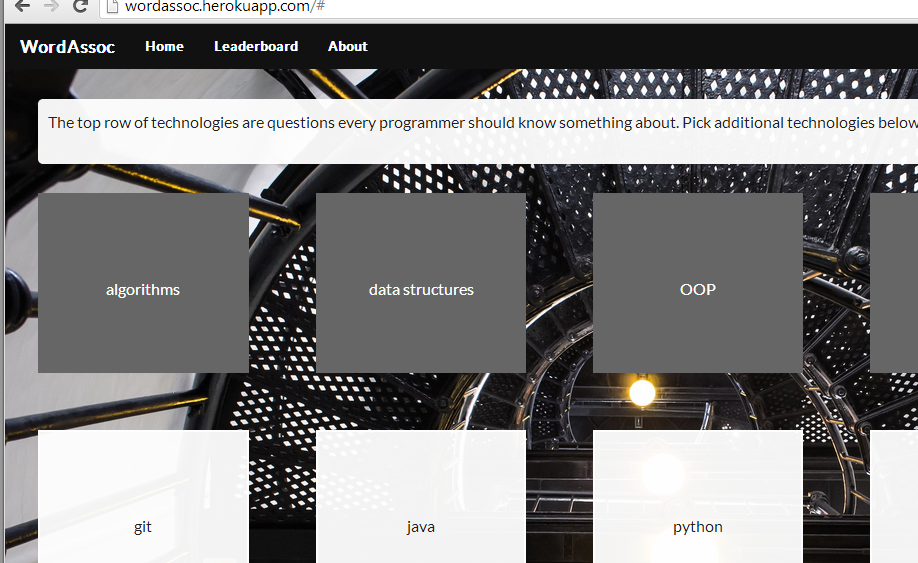 wordassoc.herokuapp.com/#
WordAssoc Home Leaderboard About
The top row of technologies are questions every programmer should know something about. Pick additional technologies below
algorithms data structures OOP
git java python